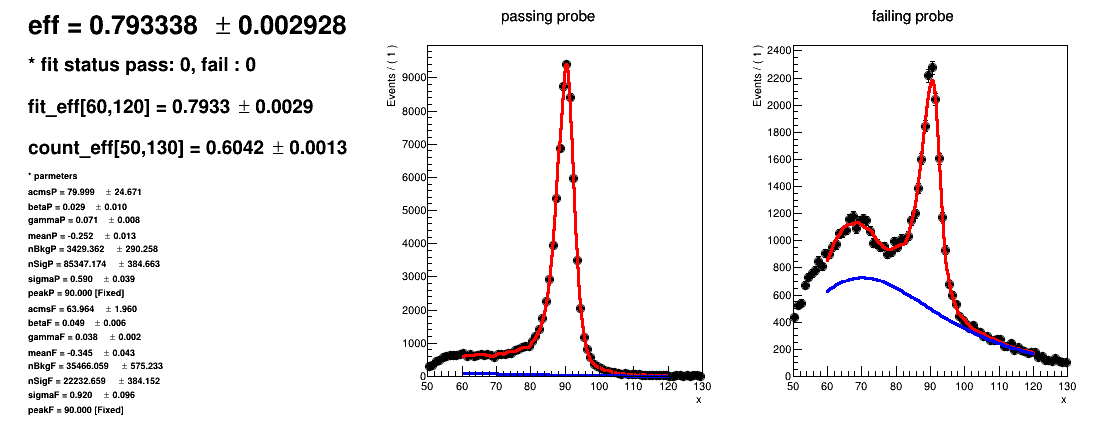 eff = 0.793338 ± 0.002928
* fit status pass: 0, fail : 0
fit_eff[60,120] = 0.7933 ± 0.0029
count_eff[50,130] = 0.6042 ± 0.0013
* parmeters
acmsP = 79.999 ± 24.671
betaP = 0.029 ± 0.010
gammaP = 0.071 ± 0.008
meanP = -0.252 ± 0.013
nBkgP = 3429.362 ± 290.258
nSigP = 85347.174 ± 384.663
sigmaP = 0.590 ± 0.039
peakP = 90.000 [Fixed]
acmsF = 63.964 ± 1.960
betaF = 0.049 ± 0.006
gammaF = 0.038 ± 0.002
meanF = -0.345 ± 0.043
nBkgF = 35466.059 ± 575.233
nSigF = 22232.659 ± 384.152
sigmaF = 0.920 ± 0.096
peakF = 90.000 [Fixed]
passing probe
Events / ( 1 )
9000
8000
7000
6000
5000
4000
3000
2000
1000
0
50 60 70 80 90 100 110 120 130
x
failing probe
Events / ( 1 )
2400
2200
2000
1800
1600
1400
1200
1000
800
600
400
200
0
50 60 70 80 90 100 110 120 130
x